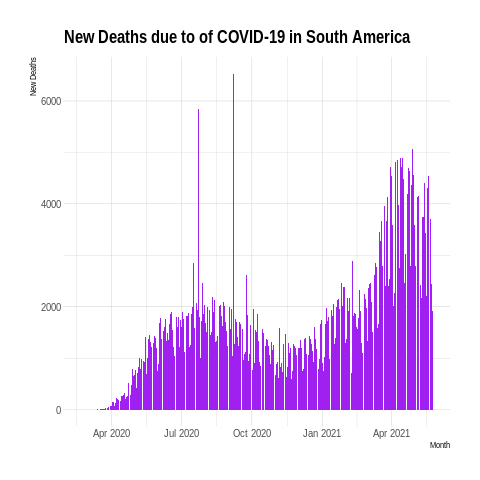 New Deaths due to of COVID-19 in South America
New Deaths
6000
4000
2000
0
Apr 2020
Jul 2020
Oct 2020
Jan 2021
Apr 2021
Month